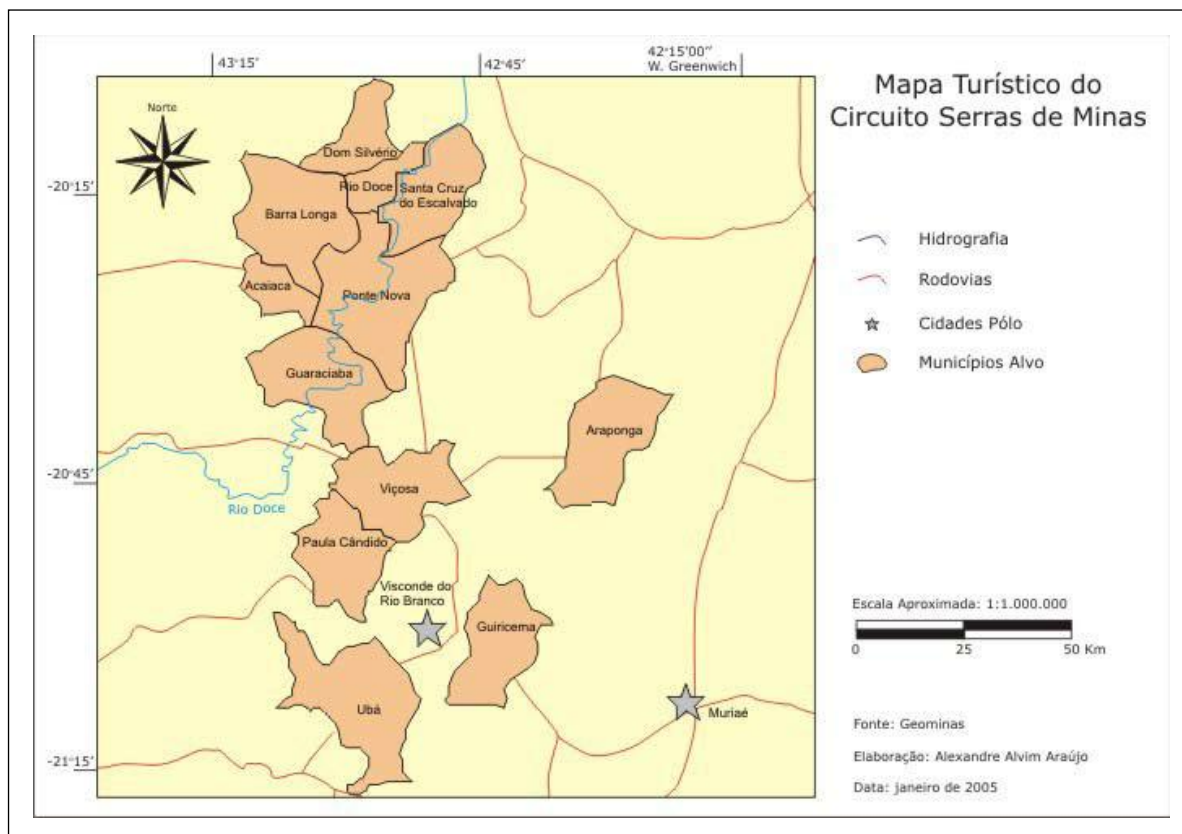 43°15'
42°45'
42°15'00"
W. Greenwich
Mapa Turístico do
Circuito Serras de Minas
Norte
Dom Silvério
-20°15'
Rio Doce
Santa Cruz
do Escalvado
Barra Longa
Hidrografia
Acaiaca
Rodovias
Ponte Nova
Cidades Pólo
Municípios Alvo
Guaraciaba
Araponga
-20°45'
Viçosa
Rio Doce
Paula Cândido
Visconde do
Rio Branco
Guiricema
Escala Aproximada: 1:1.000.000
0 25 50 Km
Ubá
Muriaé
Fonte: Geominas
-21°15'
Elaboração: Alexandre Alvim Araújo
Data: janeiro de 2005